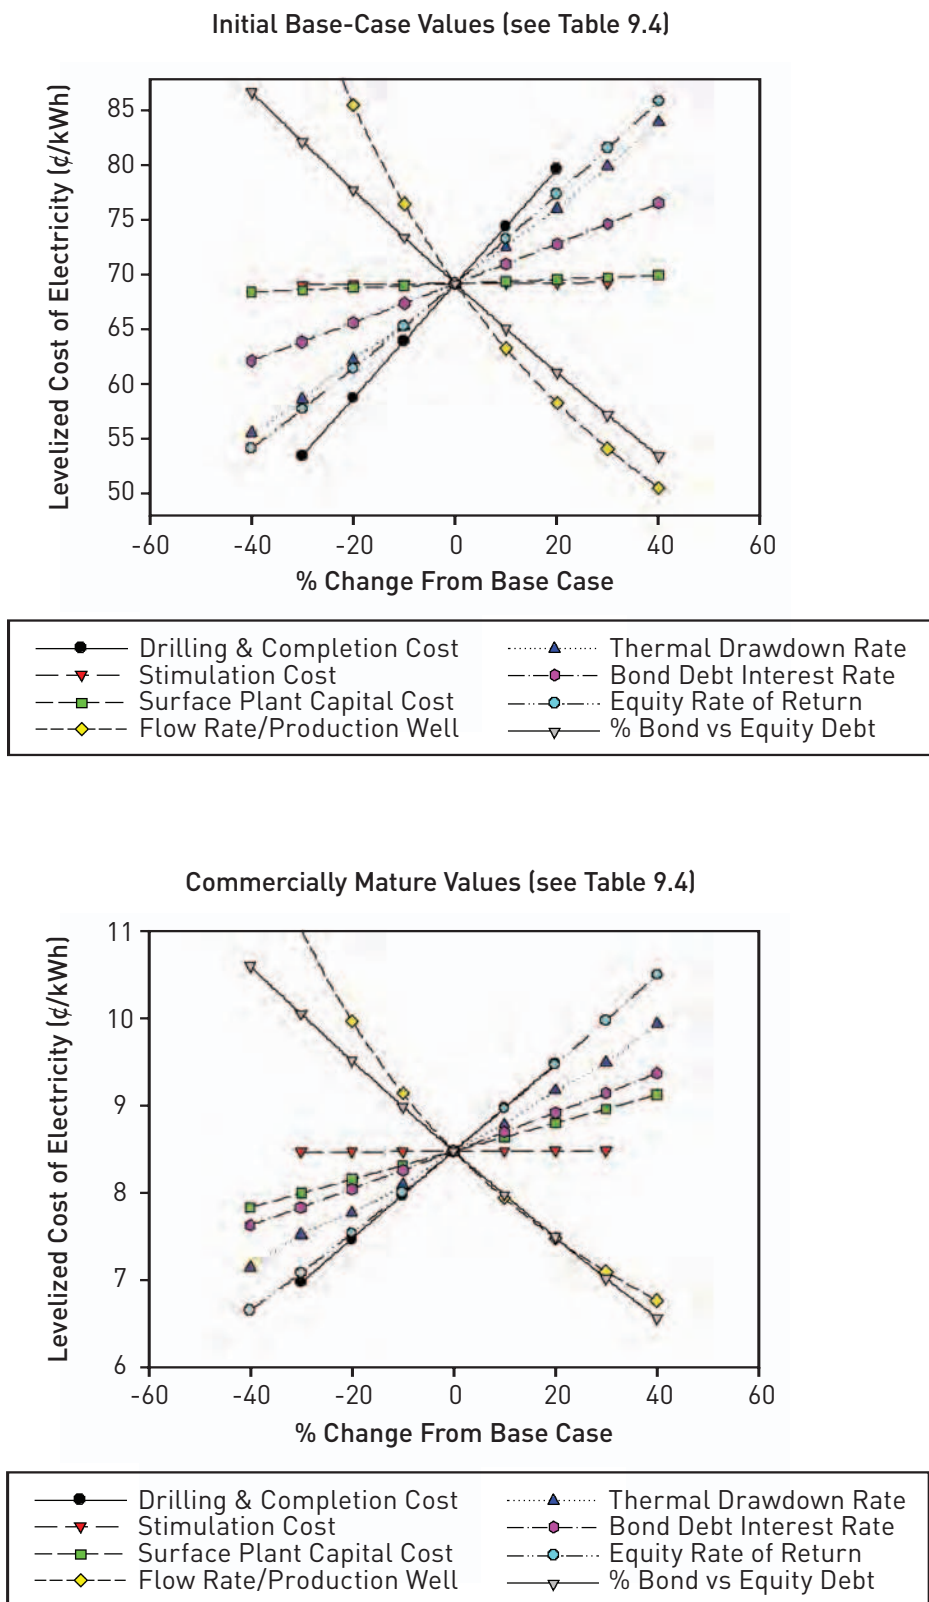 Initial Base-Case Values (see Table 9.4)
Levelized Cost of Electricity (¢/kWh)
85
80
75
70
65
60
55
50
-60 -40 -20 0 20 40 60
% Change From Base Case
Drilling & Completion Cost
Stimulation Cost
Surface Plant Capital Cost
Flow Rate/Production Well
Thermal Drawdown Rate
Bond Debt Interest Rate
Equity Rate of Return
% Bond vs Equity Debt
Commercially Mature Values (see Table 9.4)
Levelized Cost of Electricity (¢/kWh)
11
10
9
8
7
6
-60 -40 -20 0 20 40 60
% Change From Base Case
Drilling & Completion Cost
Stimulation Cost
Surface Plant Capital Cost
Flow Rate/Production Well
Thermal Drawdown Rate
Bond Debt Interest Rate
Equity Rate of Return
% Bond vs Equity Debt